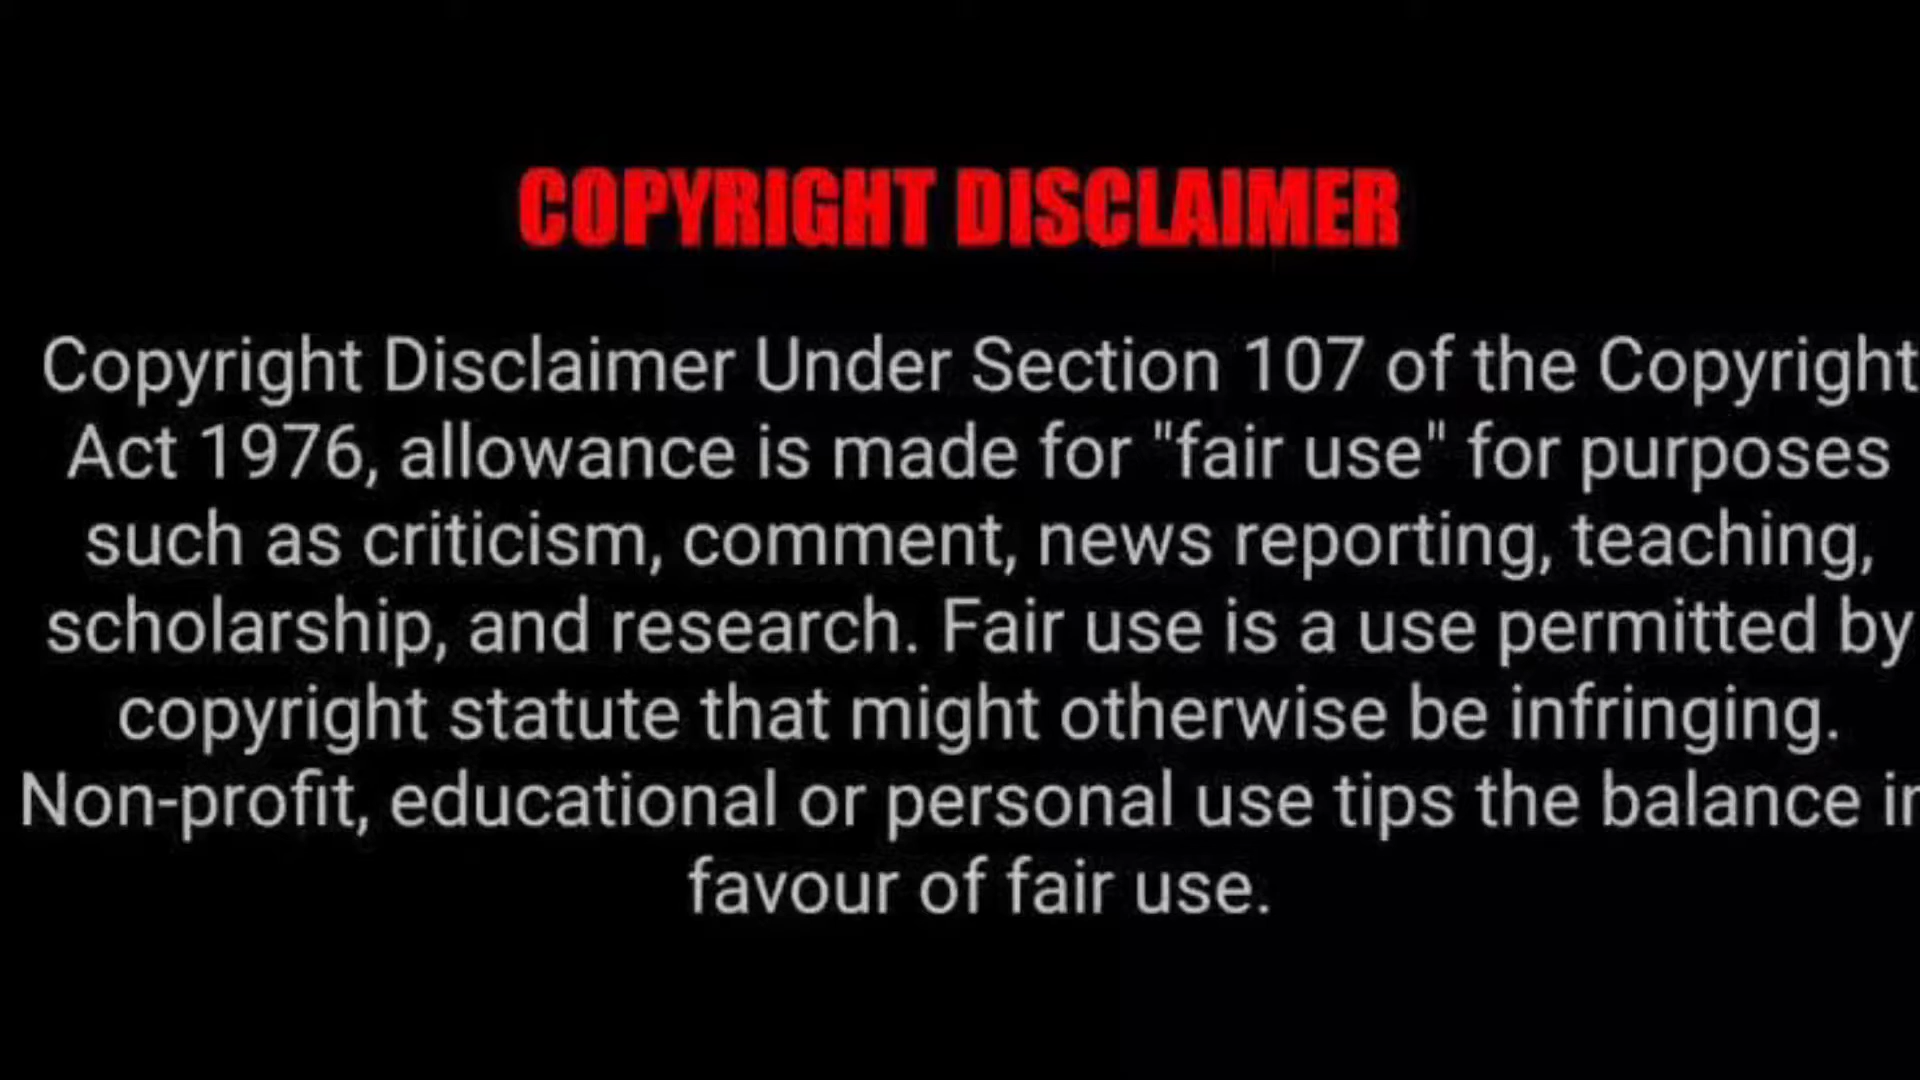 COPYRIGHT DISCLAIMER
Copyright Disclaimer Under Section 107 of the Copyright
Act 1976, allowance is made for "fair use" for purposes
such as criticism, comment, news reporting, teaching,
scholarship, and research. Fair use is a use permitted by
copyright statute that might otherwise be infringing.
Non-profit, educational or personal use tips the balance in
favour of fair use.